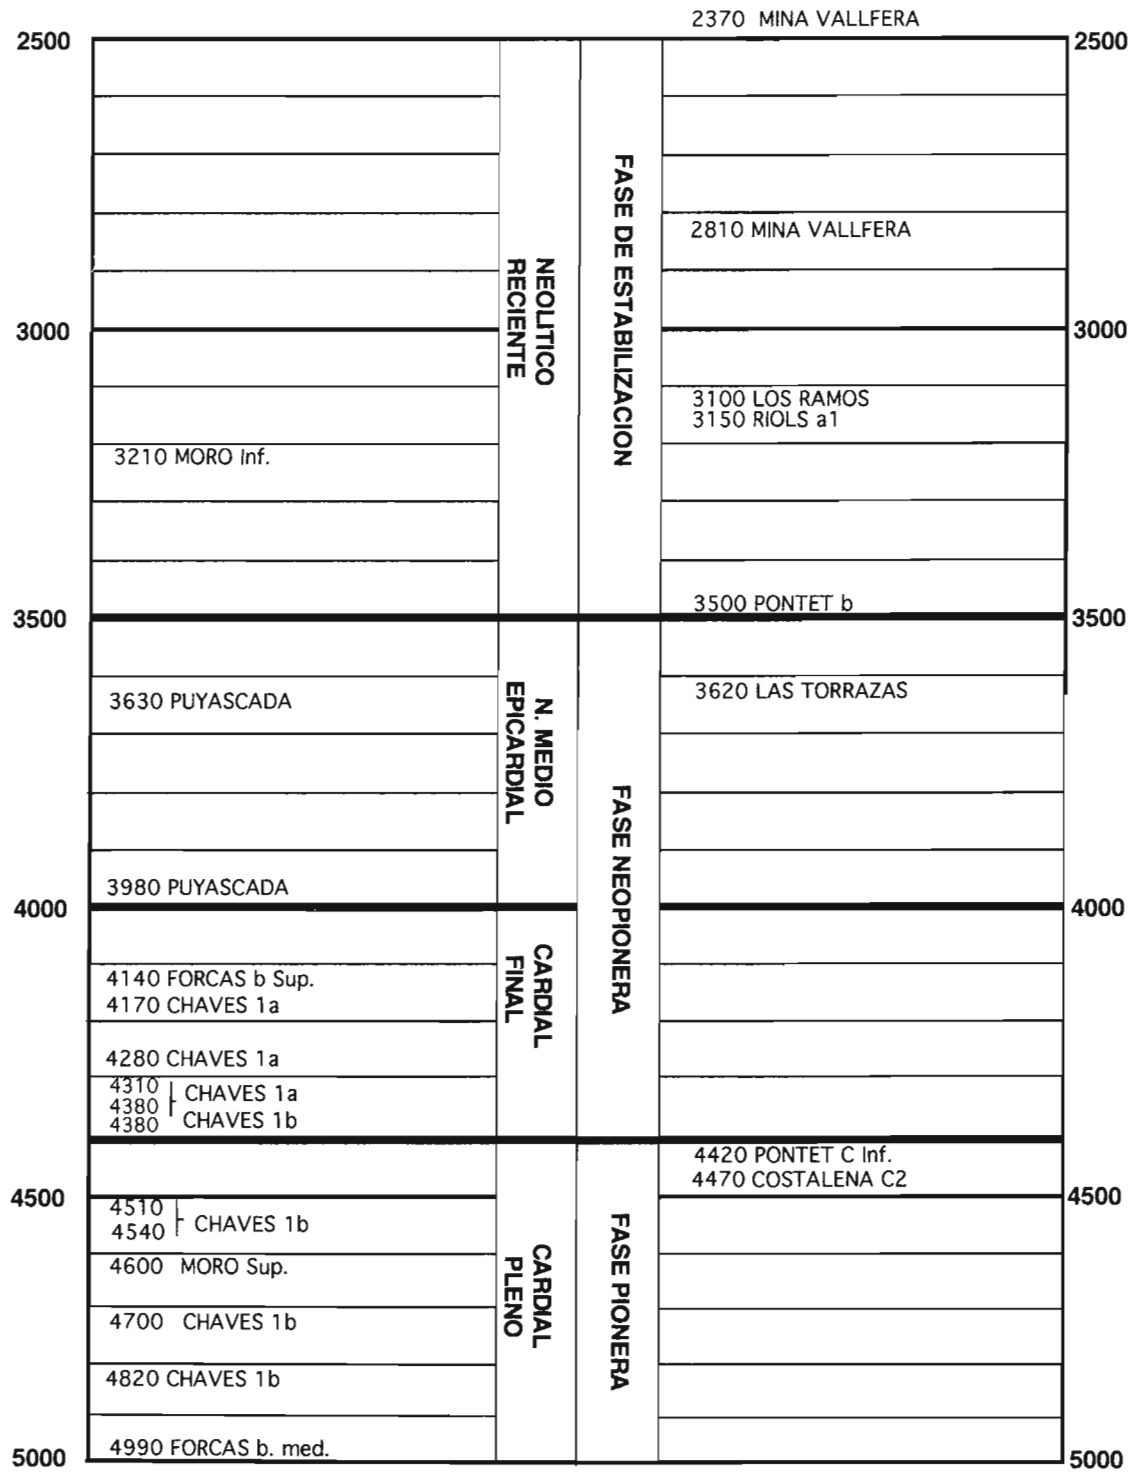 2370 MINA VALLFERA
2500
2500
2810 MINA VALLFERA
3000
3000
3100 LOS RAMOS
3150 RIOLS a1
3210 MORO Inf.
3500 PONTET b
3500
3500
3630 PUYASCADA
3620 LAS TORRAZAS
3980 PUYASCADA
4000
4000
4140 FORCAS b Sup.
4170 CHAVES 1a
4280 CHAVES 1a
4310
4380
CHAVES 1a
4380 CHAVES 1b
4420 PONTET C Inf.
4470 COSTALENA C2
4500
4500
4510
4540
CHAVES 1b
4600 MORO Sup.
4700 CHAVES 1b
4820 CHAVES 1b
4990 FORCAS b. med.
5000
5000
NEOLITICO
RECIENTE
N. MEDIO
EPICARDIAL
CARDIAL
FINAL
CARDIAL
PLENO
FASE DE ESTABILIZACION
FASE NEOPIONERA
FASE PIONERA